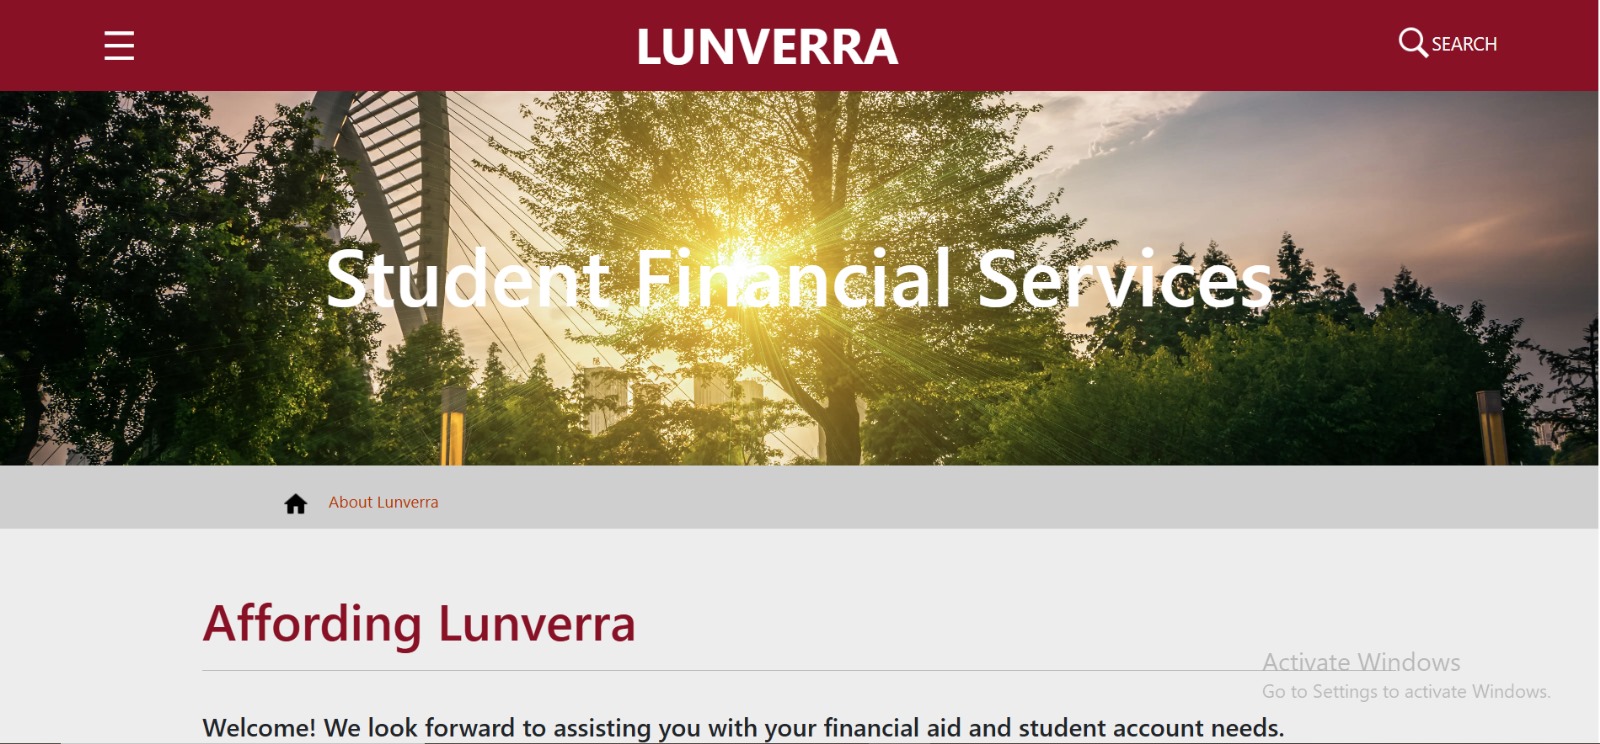 LUNVERRA
SEARCH
Student Financial Services
About Lunverra
Affording Lunverra
Activate Windows
Go to Settings to activate Windows.
Welcome! We look forward to assisting you with your financial aid and student account needs.